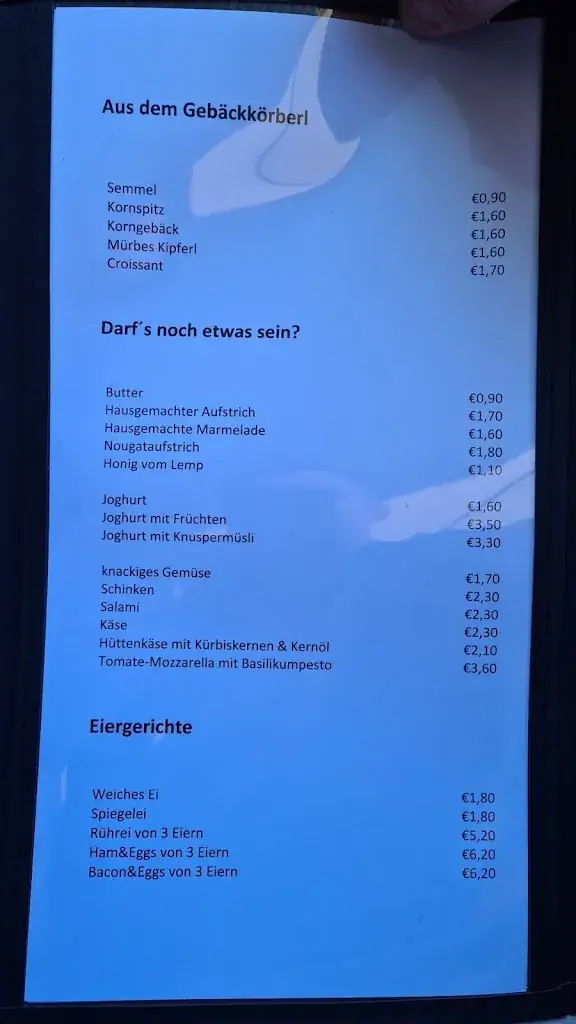 Aus dem Gebäckkörberl
Semmel €0,90
Kornspitz €1,60
Korngebäck €1,60
Mürbes Kipferl €1,60
Croissant €1,70
Darf´s noch etwas sein?
Butter €0,90
Hausgemachter Aufstrich €1,70
Hausgemachte Marmelade €1,60
Nougataufstrich €1,80
Honig vom Lemp €1,10
Joghurt €1,60
Joghurt mit Früchten €3,50
Joghurt mit Knuspermüsli €3,30
knackiges Gemüse €1,70
Schinken €2,30
Salami €2,30
Käse €2,30
Hüttenkäse mit Kürbiskernen & Kernöl €2,10
Tomate-Mozzarella mit Basilikumpesto €3,60
Eiergerichte
Weiches Ei €1,80
Spiegelei €1,80
Rührei von 3 Eiern €5,20
Ham&Eggs von 3 Eiern €6,20
Bacon&Eggs von 3 Eiern €6,20